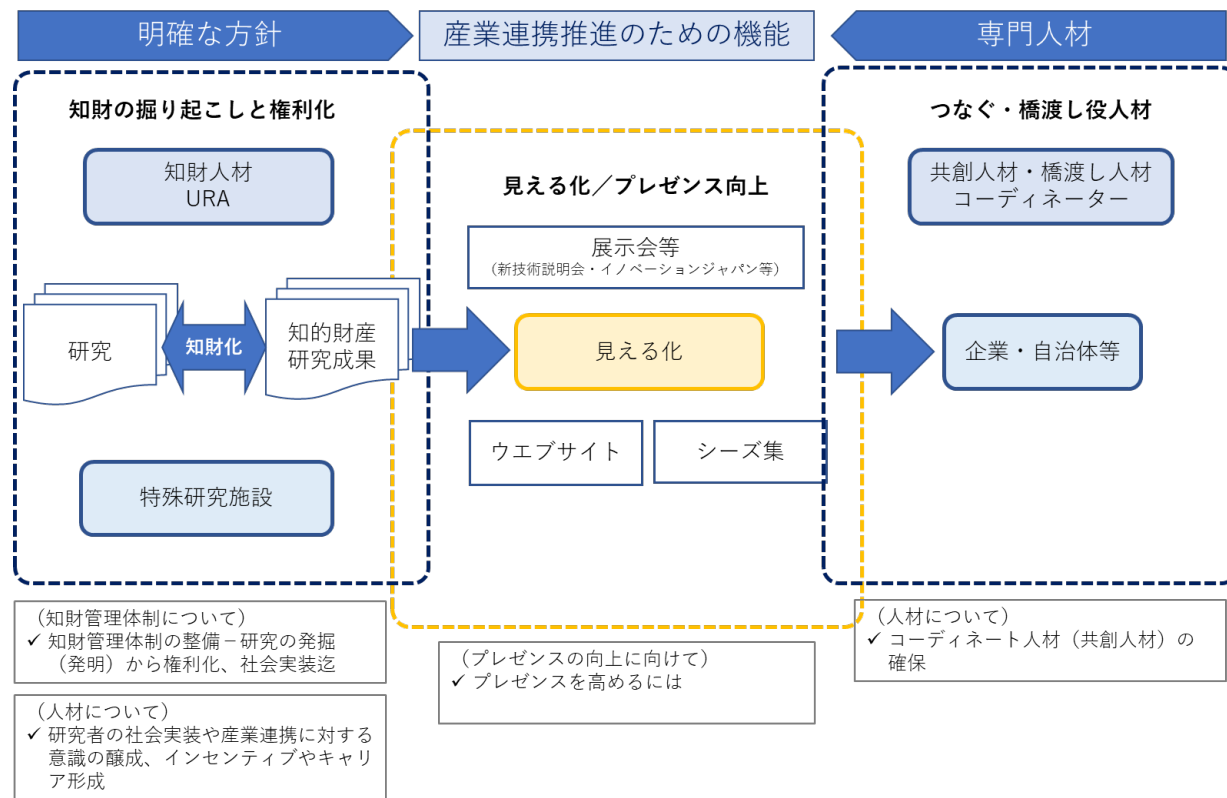 明確な方針
産業連携推進のための機能
専門人材
知財の掘り起こしと権利化
知財人材
URA
研究
知財化
知的財産
研究成果
特殊研究施設
見える化／プレゼンス向上
展示会等
（新技術説明会・イノベーションジャパン等）
見える化
ウエブサイト
シーズ集
つなぐ・橋渡し役人材
共創人材・橋渡し人材
コーディネーター
企業・自治体等
（知財管理体制について）
✓ 知財管理体制の整備－研究の発掘
（発明）から権利化、社会実装迄
（人材について）
✓ 研究者の社会実装や産業連携に対する
意識の醸成、インセンティブやキャリ
ア形成
（プレゼンスの向上に向けて）
✓ プレゼンスを高めるには
（人材について）
✓ コーディネート人材（共創人材）の
確保